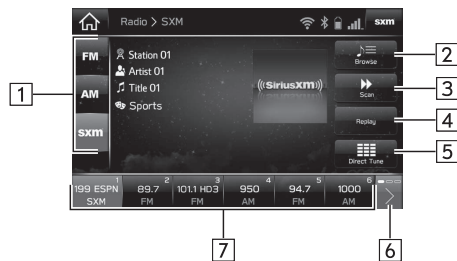 Radio > SXM
sxm
FM
AM
sxm
Station 01
Artist 01
Title 01
Sports
((SiriusXM))
Browse
Scan
Replay
Direct Tune
1
2
3
4
5
1 2 3 4 5 6
199 ESPN 89.7 101.1 HD3 950 94.7 1000
SXM FM FM AM FM AM
7
6